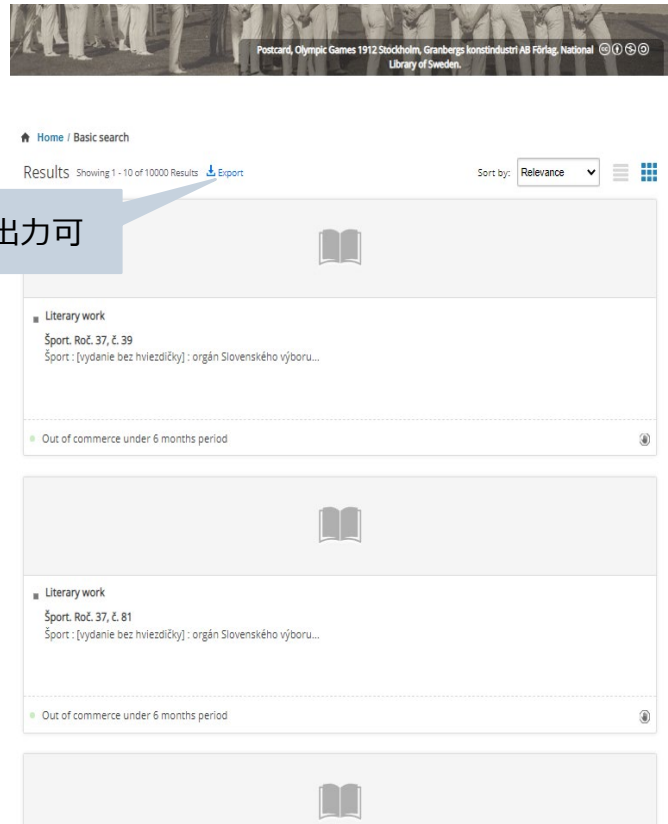 Postcard, Olympic Games 1912 Stockholm, Granbergs konstindustri AB Förlag. National
Library of Sweden.
Home / Basic search
Results Showing 1 - 10 of 10000 Results Export Sort by: Relevance
出力可
Literary work
Šport. Roč. 37, č. 39
Šport : [vydanie bez hviezdičky] : orgán Slovenského výboru...
Out of commerce under 6 months period
Literary work
Šport. Roč. 37, č. 81
Šport : [vydanie bez hviezdičky] : orgán Slovenského výboru...
Out of commerce under 6 months period